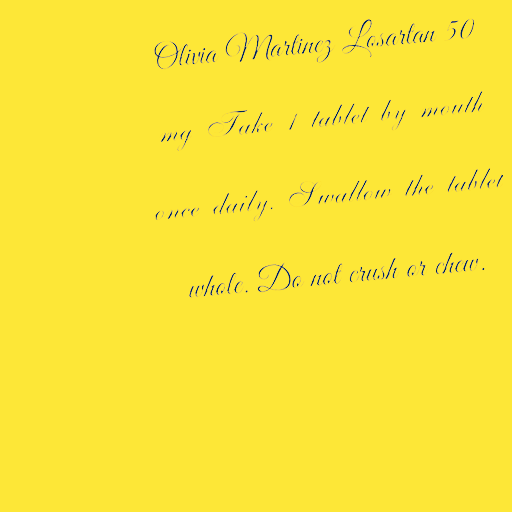 Olivia Martinez Losartan 50
mg Take 1 tablet by mouth
once daily. Swallow the tablet
whole. Do not crush or chew.